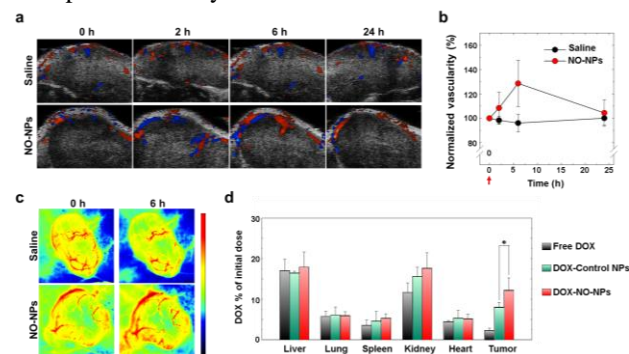 a
0 h 2 h 6 h 24 h
Saline
NO-NPs
b
Normalized vascularity (%)
160
140
120
100
80
0
Saline
NO-NPs
0 5 10 15 20 25
Time (h)
c
0 h 6 h
Saline
NO-NPs
d
DOX % of initial dose
30
20
10
0
Free DOX
DOX-Control NPs
DOX-NO-NPs
*
Liver Lung Spleen Kidney Heart Tumor